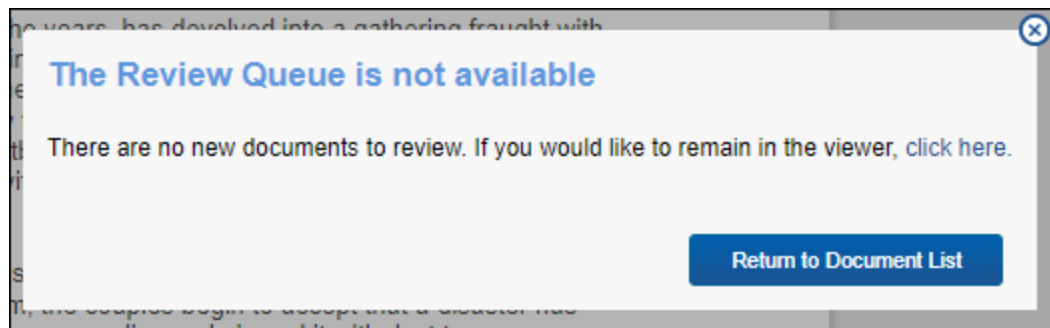 The Review Queue is not available
There are no new documents to review. If you would like to remain in the viewer, click here.
Return to Document List